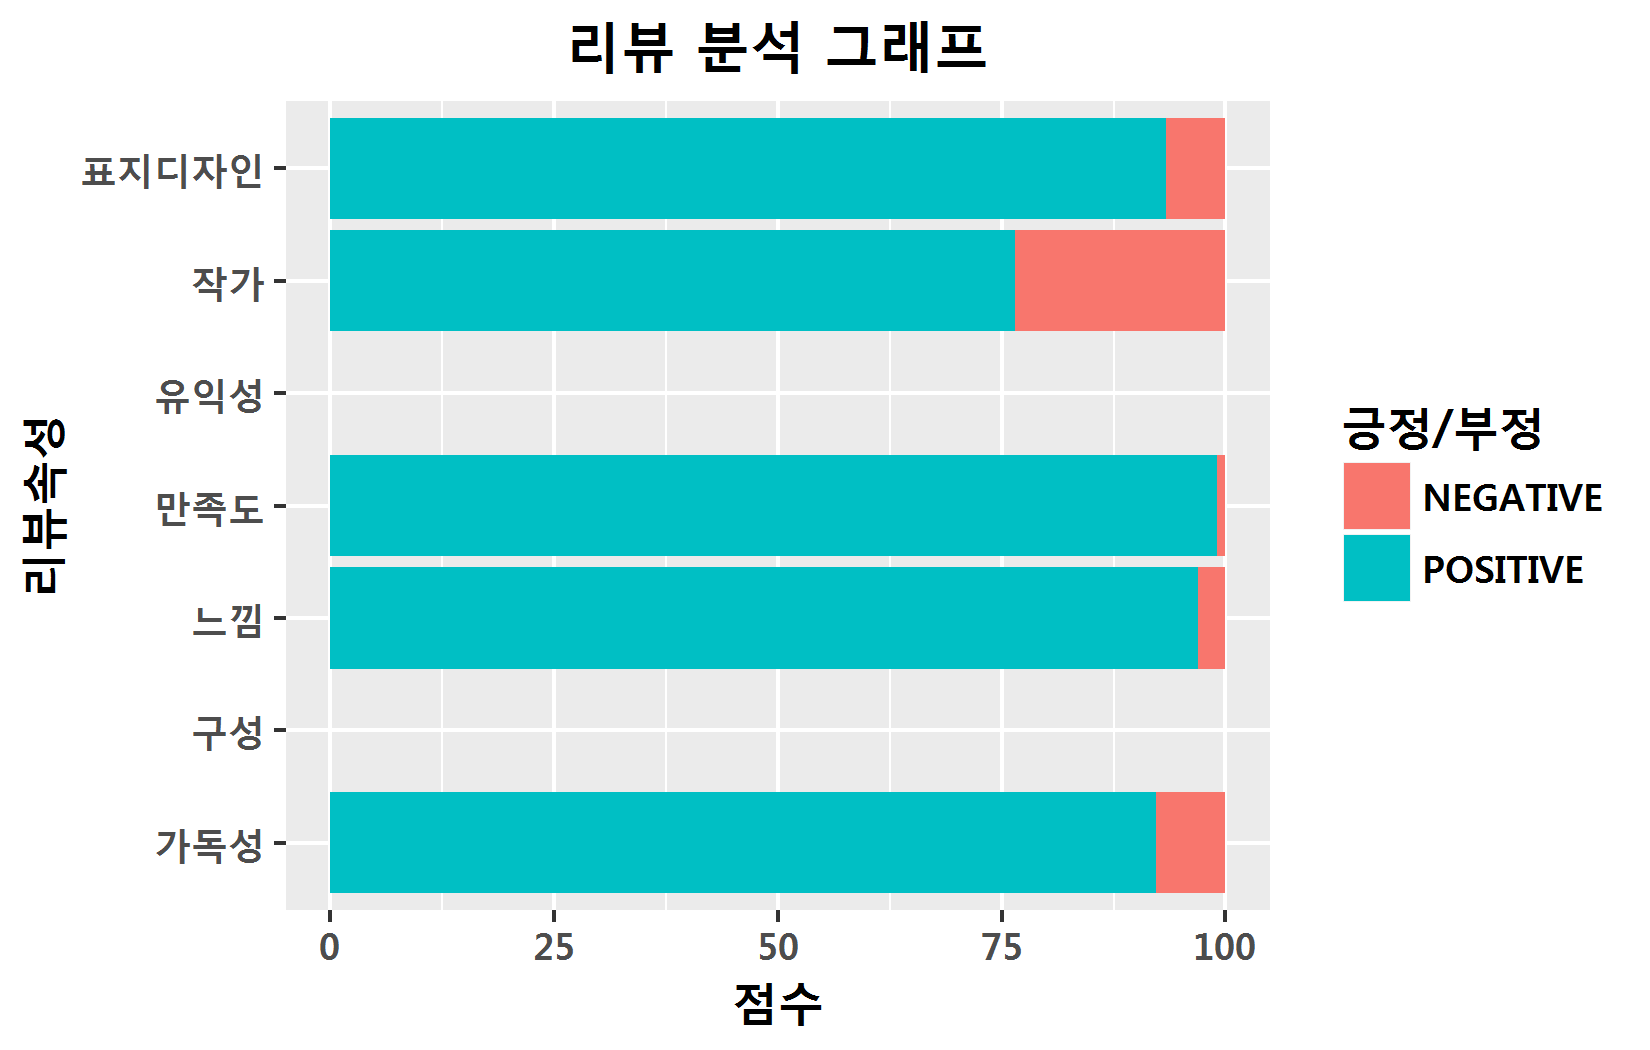 리뷰 분석 그래프
리뷰속성
표지디자인
작가
유익성
만족도
느낌
구성
가독성
0 25 50 75 100
점수
긍정/부정
NEGATIVE
POSITIVE